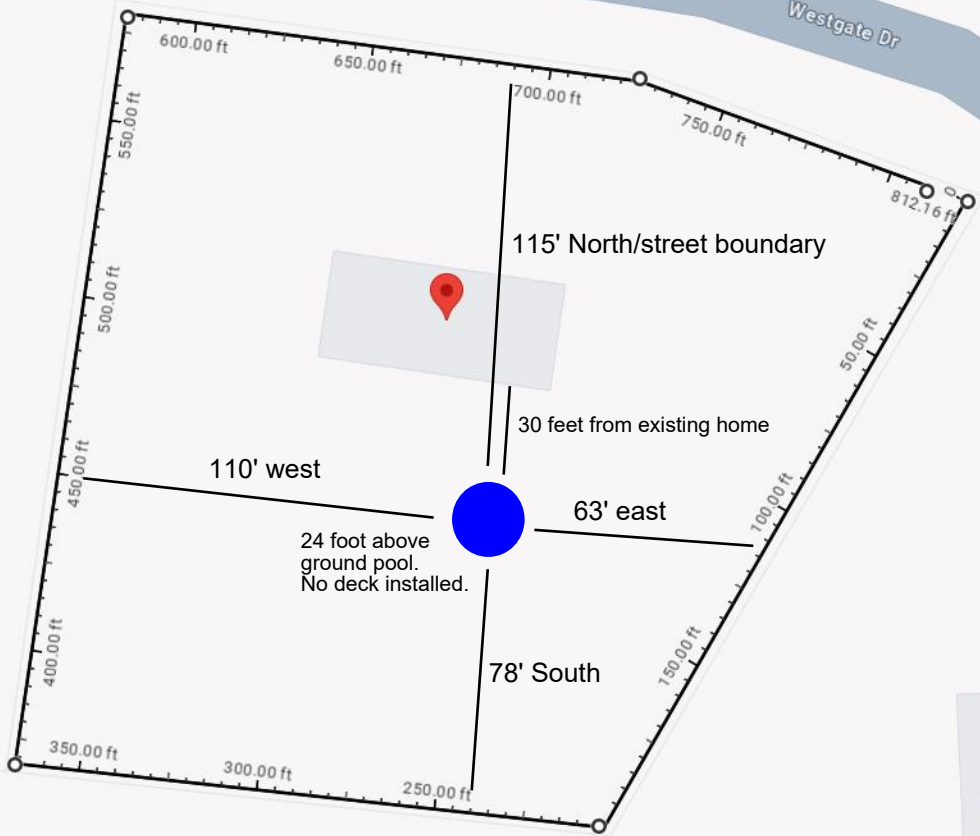 Westgate Dr
600.00 ft
650.00 ft
700.00 ft
750.00 ft
812.16 ft
0
550.00 ft
115' North/street boundary
500.00 ft
50.00 ft
30 feet from existing home
110' west
450.00 ft
63' east
100.00 ft
24 foot above
ground pool.
No deck installed.
400.00 ft
150.00 ft
78' South
350.00 ft
300.00 ft
250.00 ft